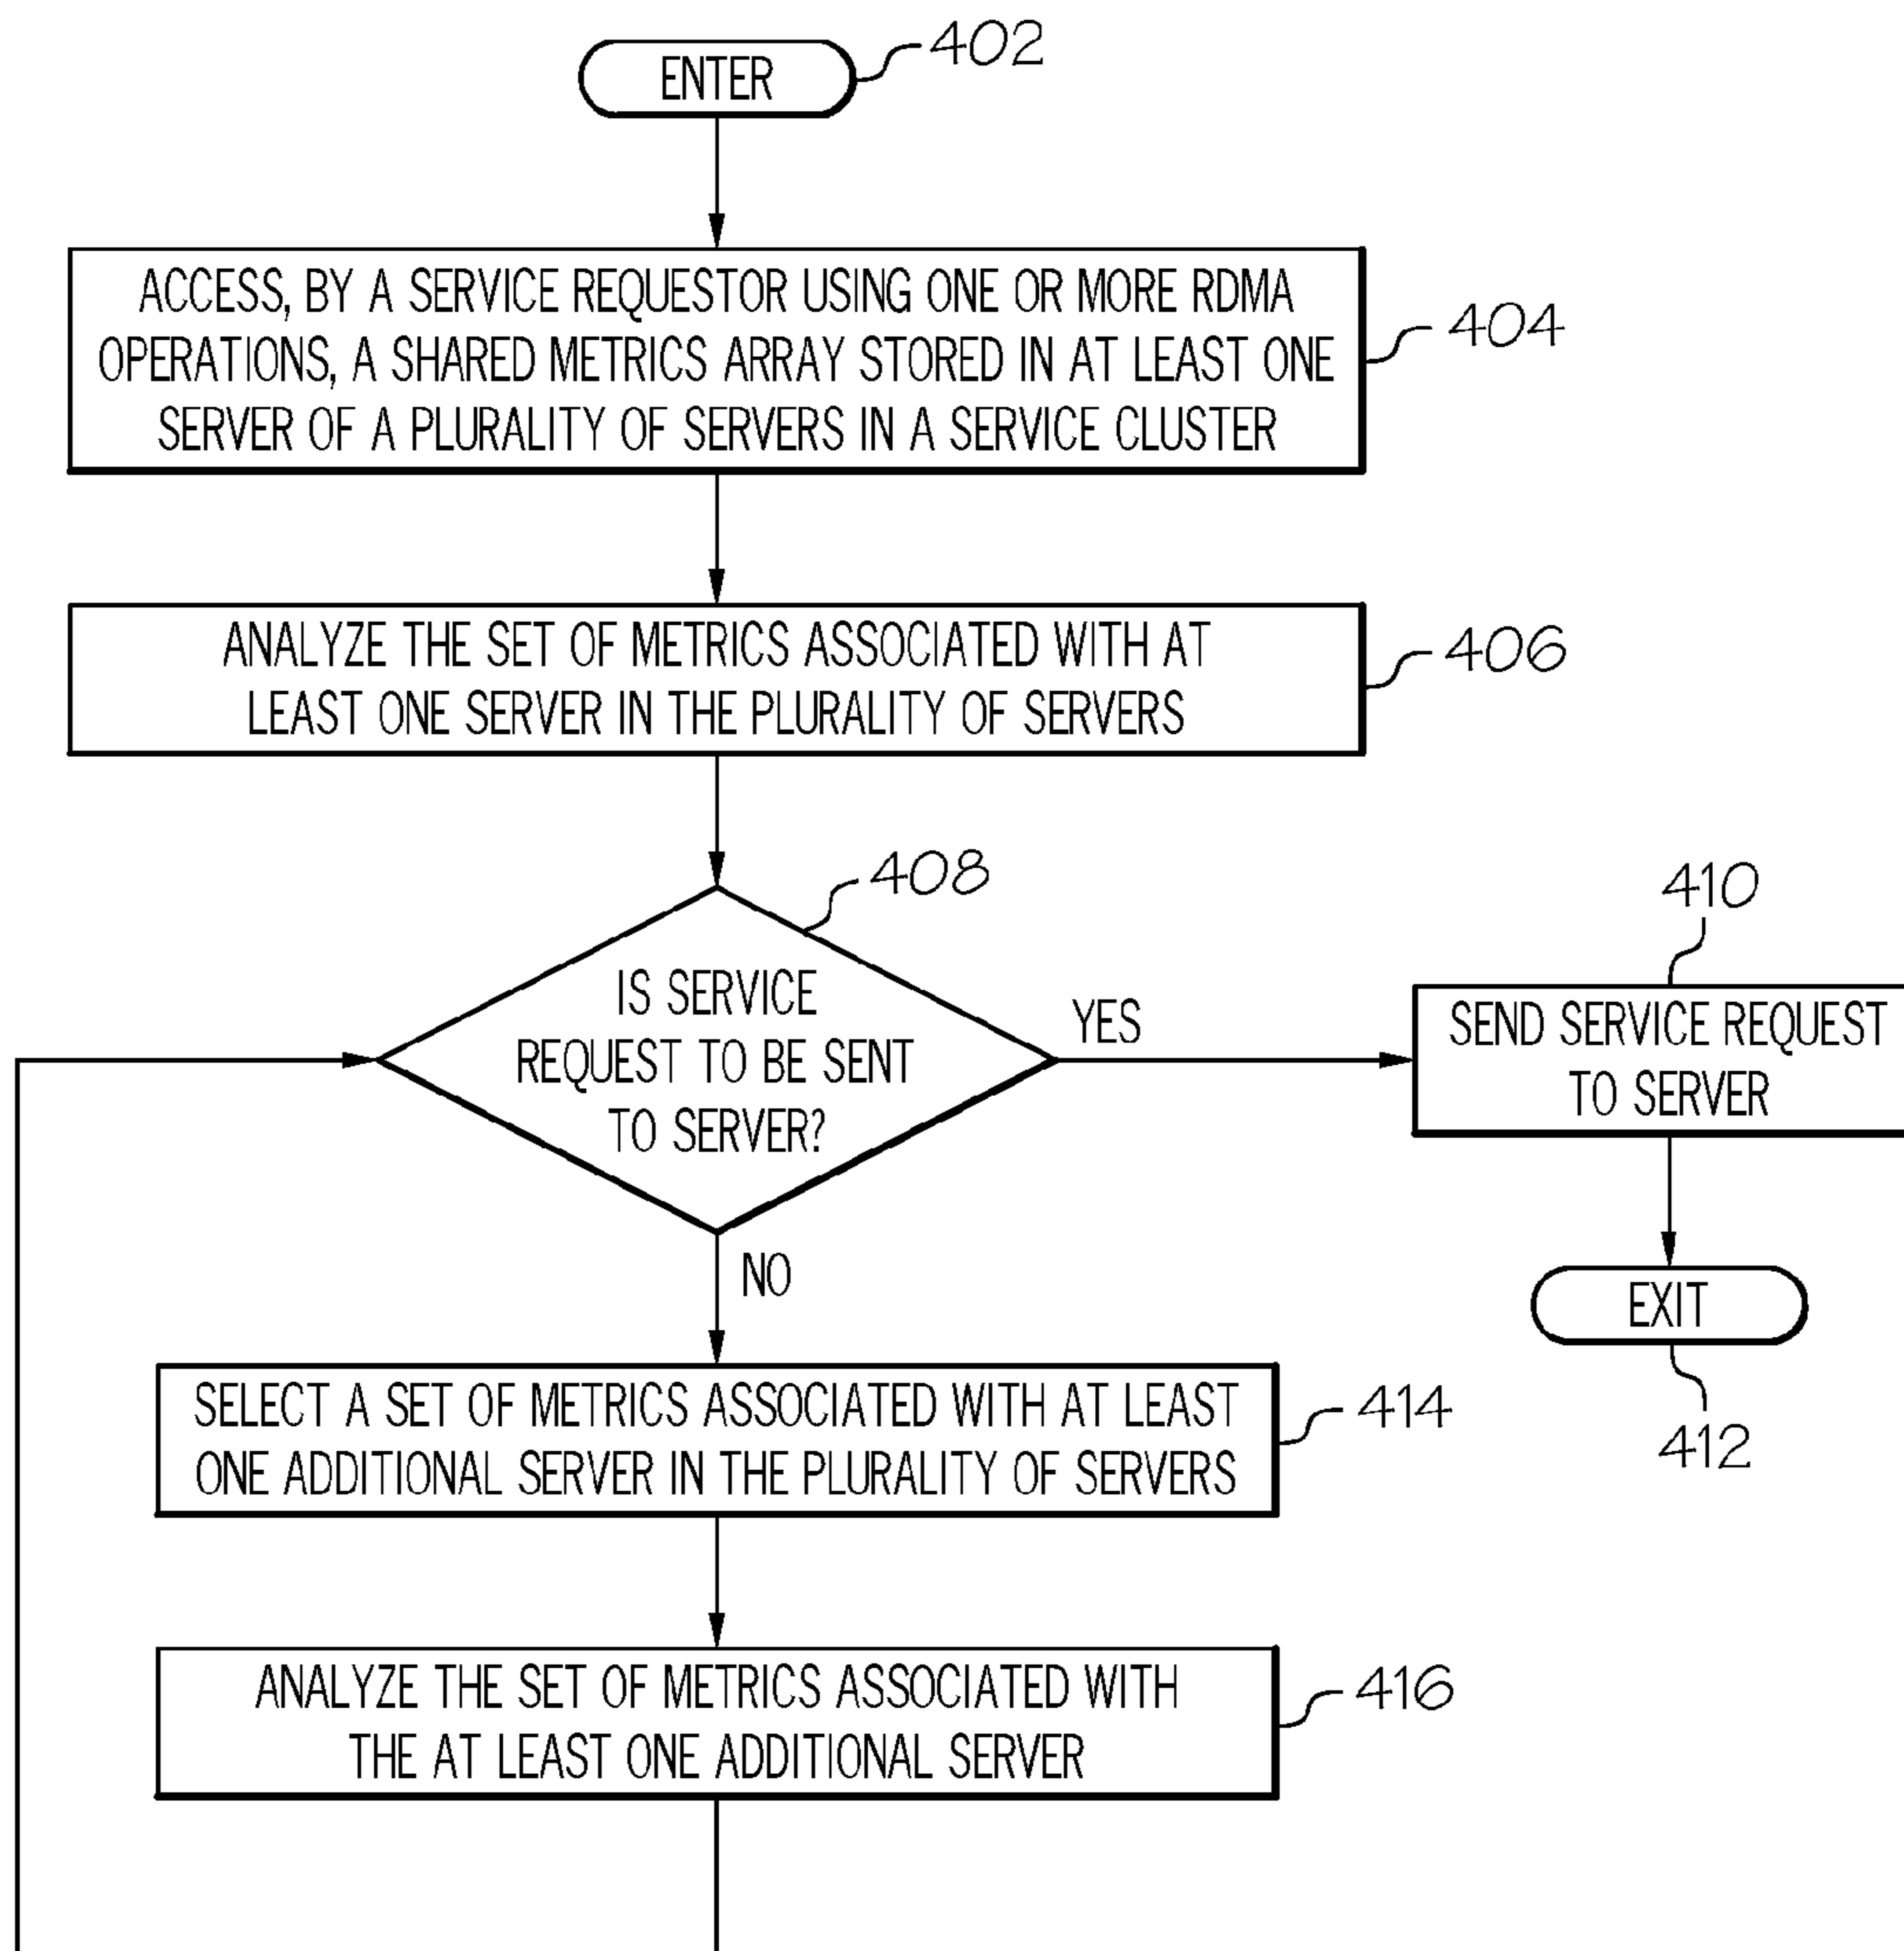 ENTER
402
ACCESS, BY A SERVICE REQUESTOR USING ONE OR MORE RDMA
OPERATIONS, A SHARED METRICS ARRAY STORED IN AT LEAST ONE
SERVER OF A PLURALITY OF SERVERS IN A SERVICE CLUSTER
404
ANALYZE THE SET OF METRICS ASSOCIATED WITH AT
LEAST ONE SERVER IN THE PLURALITY OF SERVERS
406
IS SERVICE
REQUEST TO BE SENT
TO SERVER?
408
YES
410
SEND SERVICE REQUEST
TO SERVER
NO
EXIT
412
SELECT A SET OF METRICS ASSOCIATED WITH AT LEAST
ONE ADDITIONAL SERVER IN THE PLURALITY OF SERVERS
414
ANALYZE THE SET OF METRICS ASSOCIATED WITH
THE AT LEAST ONE ADDITIONAL SERVER
416